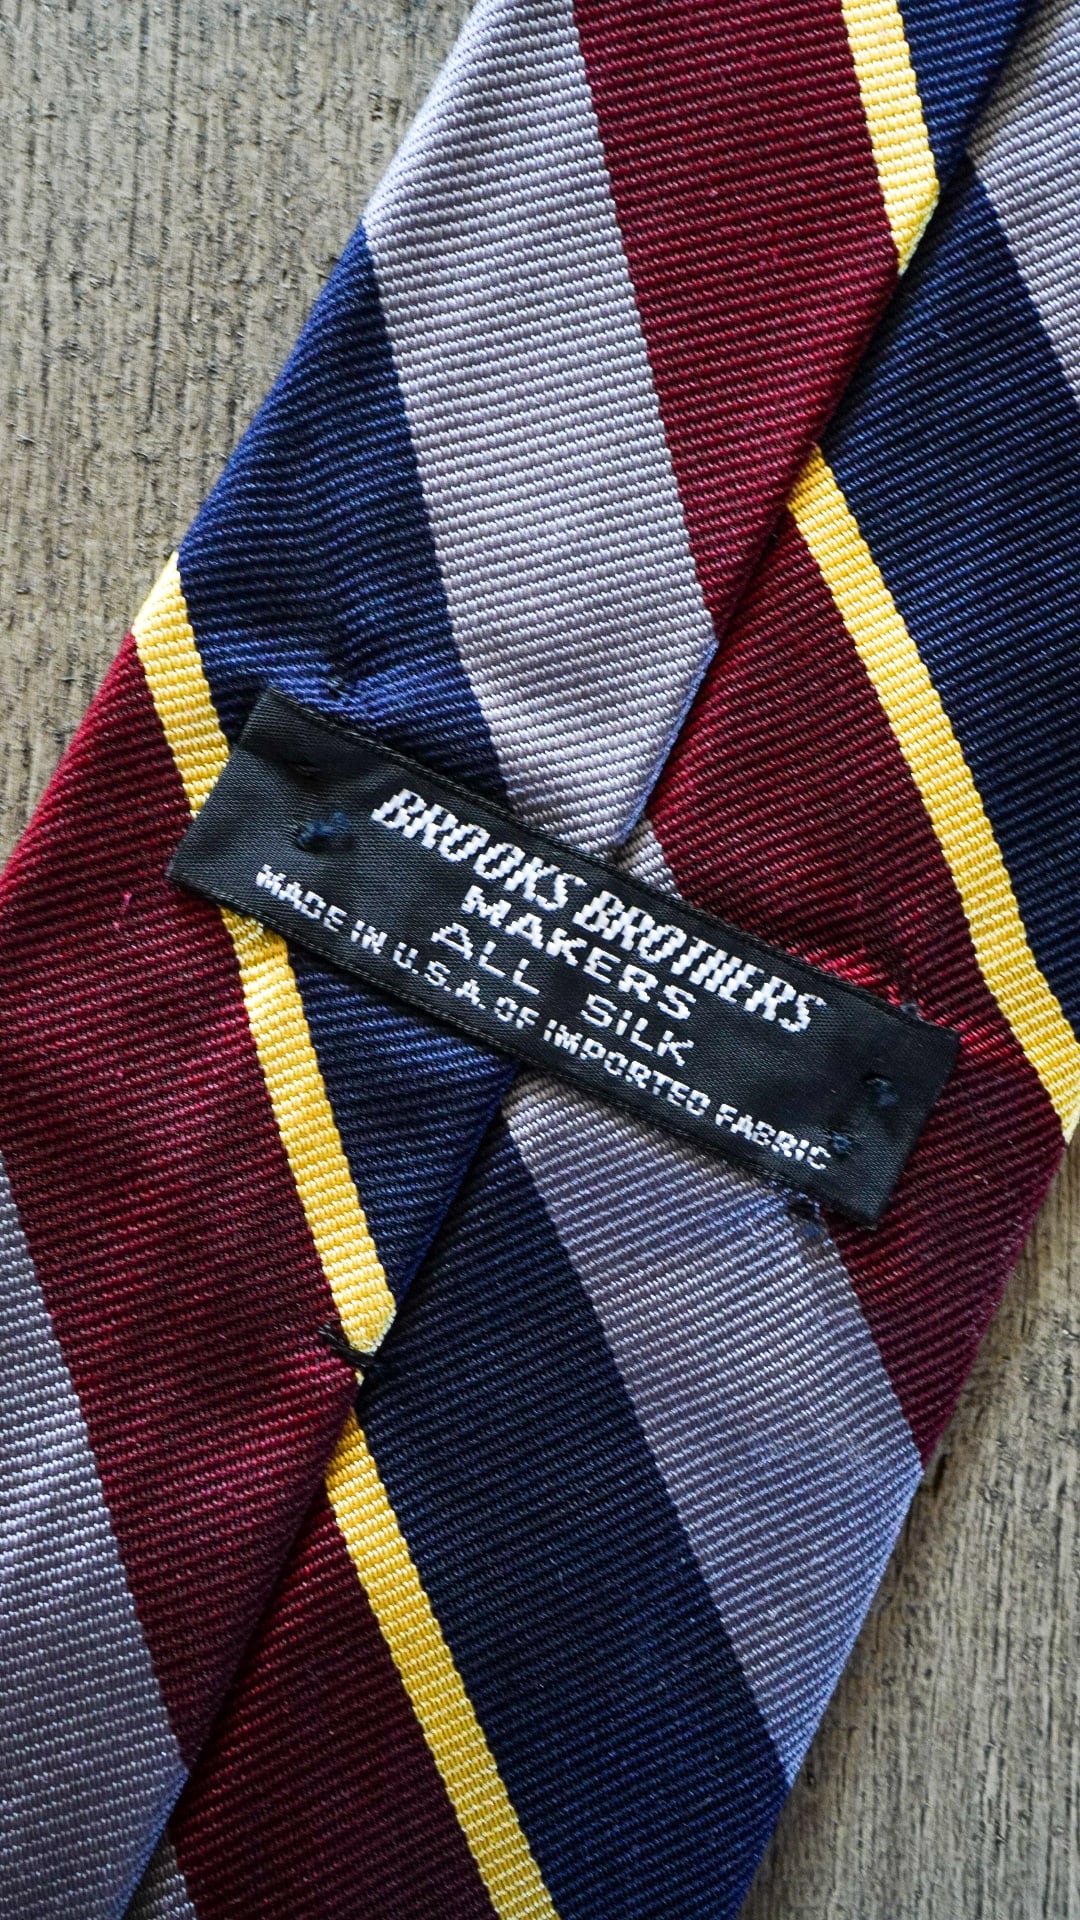 BROOKS BROTHERS
MAKERS
ALL SILK
MADE IN U.S.A. OF IMPORTED FABRIC